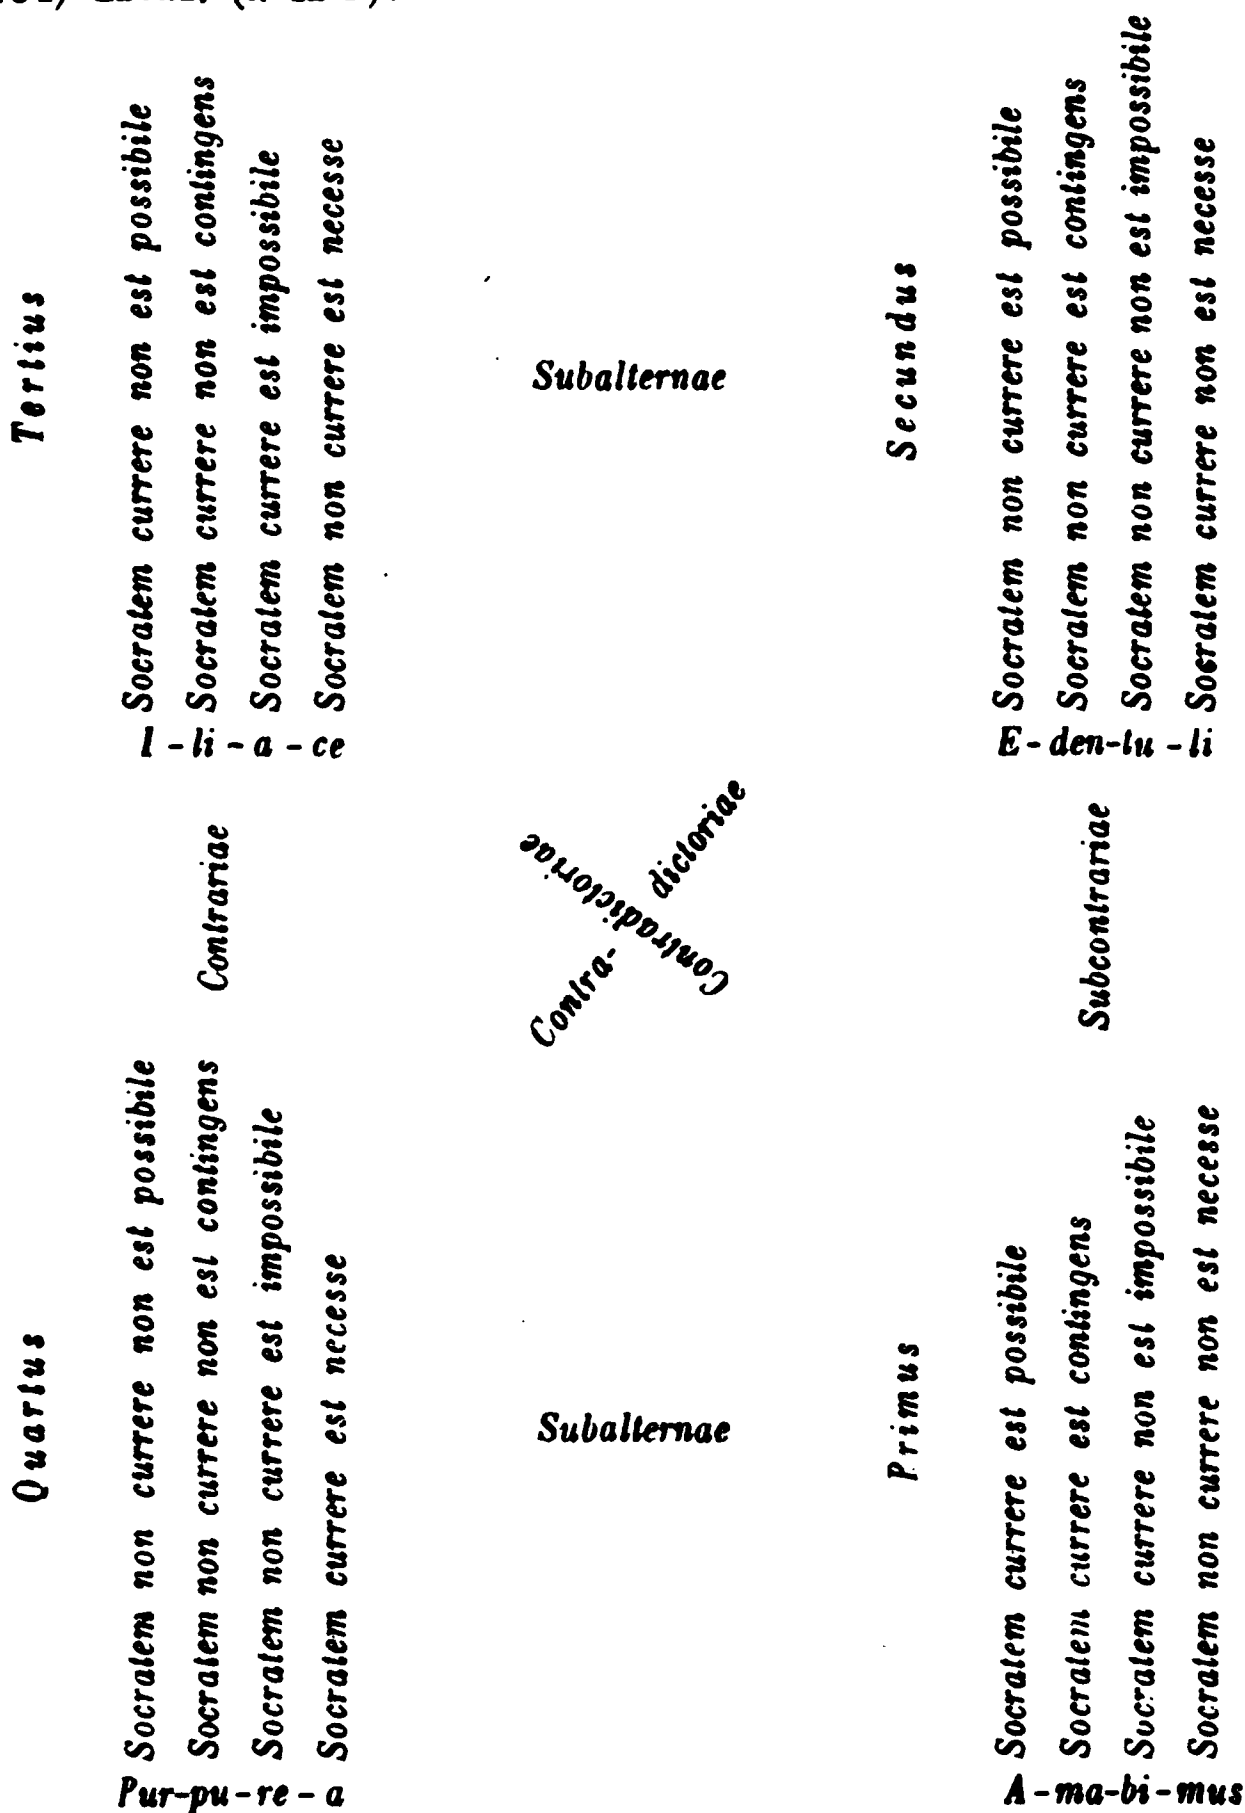 Tertius
Socratem currere non est possibile
Socratem currere non est contingens
Socratem currere est impossibile
Socratem non currere est necesse
I - li - a - ce
Subalternae
Secundus
Socratem non currere est possibile
Socratem non currere est contingens
Socratem non currere non est impossibile
Socratem currere non est necesse
E - den-tu - li
Contrariae
Contradictoriae
Contra- dictoriae
Subcontrariae
Quartus
Socratem non currere non est possibile
Socratem non currere non est contingens
Socratem non currere est impossibile
Socratem currere est necesse
Pur-pu - re - a
Subalternae
Primus
Socratem currere est possibile
Socratem currere est contingens
Socratem currere non est impossibile
Socratem non currere non est necesse
A - ma-bi - mus